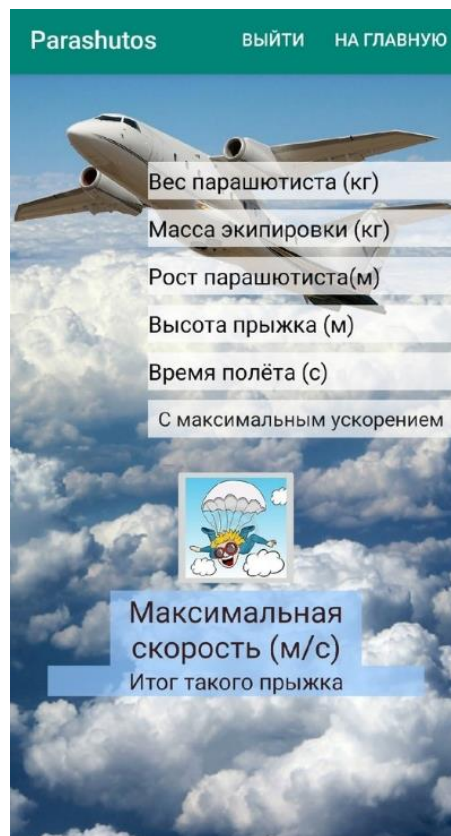 Parashutos ВЫЙТИ НА ГЛАВНУЮ
Вес парашютиста (кг)
Масса экипировки (кг)
Рост парашютиста(м)
Высота прыжка (м)
Время полёта (с)
С максимальным ускорением
Максимальная
скорость (м/с)
Итог такого прыжка